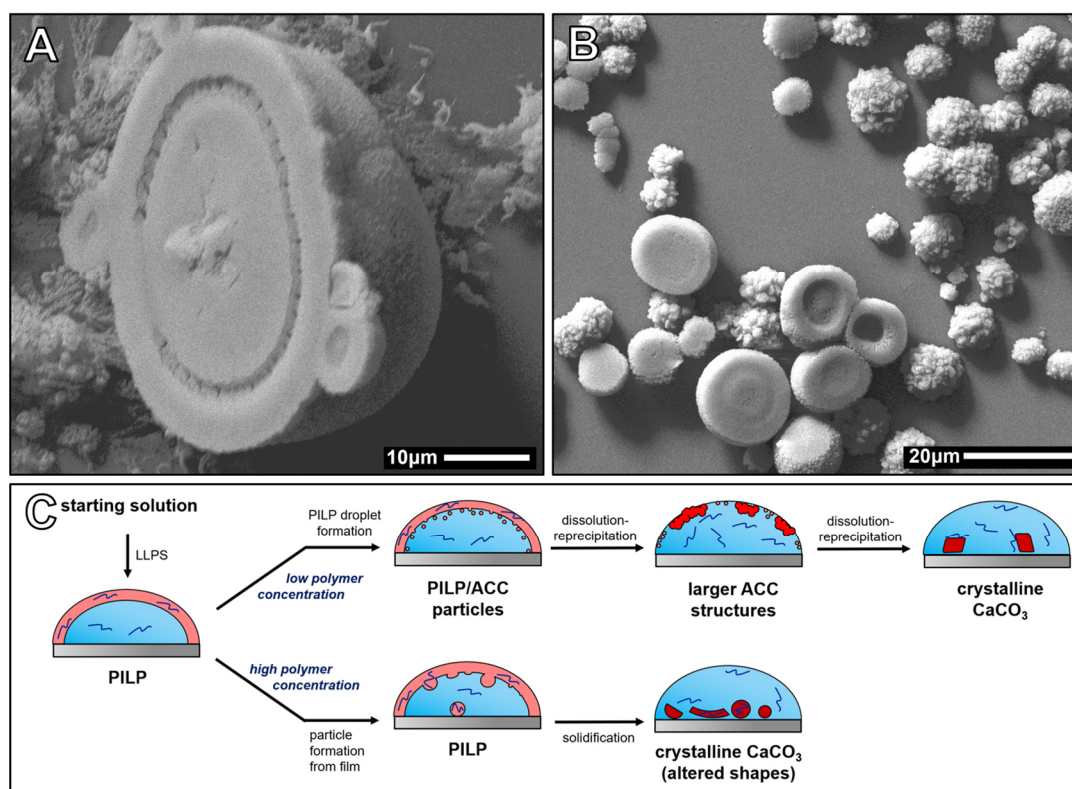 A
10µm
B
20µm
C
starting solution
LLPS
PILP
PILP droplet
formation
low polymer
concentration
PILP/ACC
particles
dissolution-
reprecipitation
larger ACC
structures
dissolution-
reprecipitation
crystalline
CaCO₃
high polymer
concentration
particle
formation
from film
PILP
solidification
crystalline CaCO₃
(altered shapes)